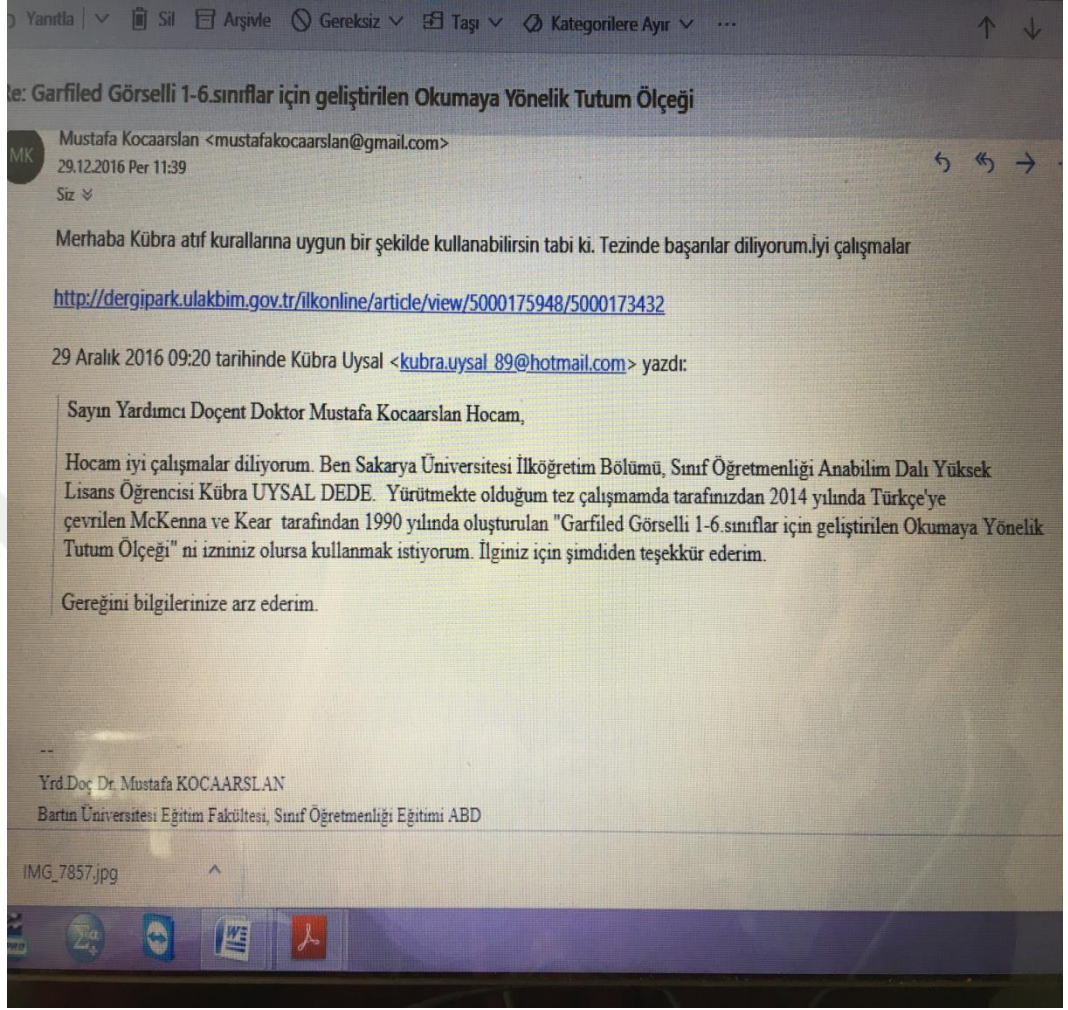 Yanıtla Sil Arşivle Gereksiz Taşı Kategorilere Ayır ...
Re: Garfiled Görselli 1-6.sınıflar için geliştirilen Okumaya Yönelik Tutum Ölçeği
MK
Mustafa Kocaarslan <mustafakocaarslan@gmail.com>
29.12.2016 Per 11:39
Siz
Merhaba Kübra atıf kurallarına uygun bir şekilde kullanabilirsin tabi ki. Tezinde başarılar diliyorum.İyi çalışmalar
http://dergipark.ulakbim.gov.tr/ilkonline/article/view/5000175948/5000173432
29 Aralık 2016 09:20 tarihinde Kübra Uysal <kubra.uysal_89@hotmail.com> yazdı:
Sayın Yardımcı Doçent Doktor Mustafa Kocaarslan Hocam,
Hocam iyi çalışmalar diliyorum. Ben Sakarya Üniversitesi İlköğretim Bölümü, Sınıf Öğretmenliği Anabilim Dalı Yüksek
Lisans Öğrencisi Kübra UYSAL DEDE. Yürütmekte olduğum tez çalışmamda tarafınızdan 2014 yılında Türkçe'ye
çevrilen McKenna ve Kear tarafından 1990 yılında oluşturulan "Garfiled Görselli 1-6.sınıflar için geliştirilen Okumaya Yönelik
Tutum Ölçeği" ni izniniz olursa kullanmak istiyorum. İlginiz için şimdiden teşekkür ederim.
Gereğini bilgilerinize arz ederim.
--
Yrd.Doç Dr. Mustafa KOCAARSLAN
Bartın Üniversitesi Eğitim Fakültesi, Sınıf Öğretmenliği Eğitimi ABD
IMG_7857.jpg